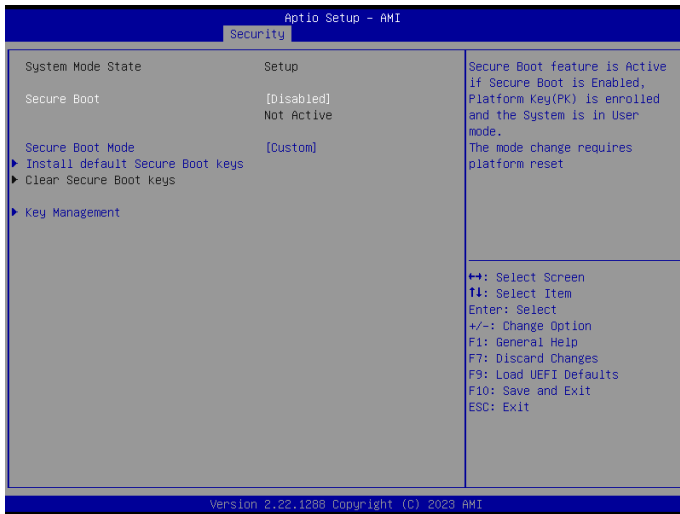 Aptio Setup – AMI
Security
System Mode State Setup
Secure Boot [Disabled]
Not Active
Secure Boot Mode [Custom]
▶ Install default Secure Boot keys
▶ Clear Secure Boot keys
▶ Key Management
Secure Boot feature is Active
if Secure Boot is Enabled,
Platform Key(PK) is enrolled
and the System is in User
mode.
The mode change requires
platform reset
↔: Select Screen
↑↓: Select Item
Enter: Select
+/-: Change Option
F1: General Help
F7: Discard Changes
F9: Load UEFI Defaults
F10: Save and Exit
ESC: Exit
Version 2.22.1288 Copyright (C) 2023 AMI